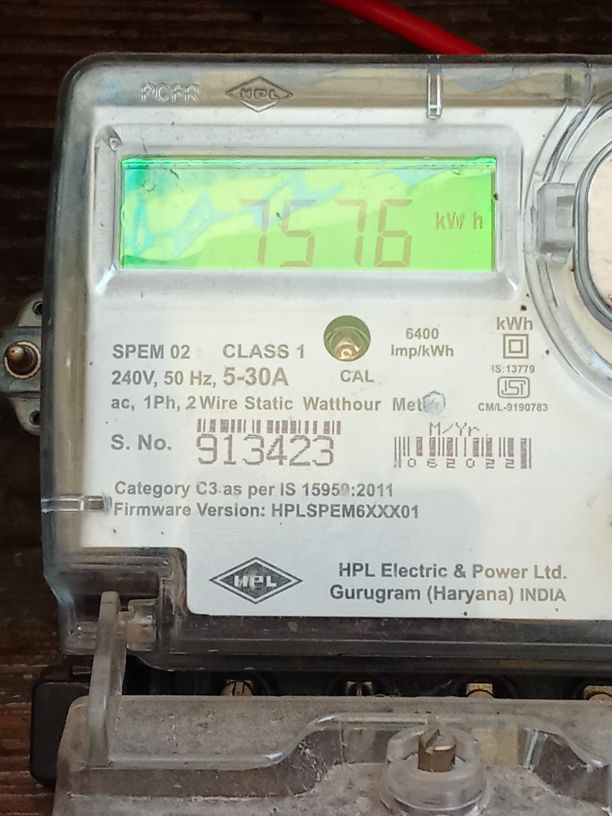 HPL
7576 kWh
SPEM 02 CLASS 1
6400
imp/kWh
kWh
240V, 50 Hz, 5-30A
CAL
IS:13779
ISI
ac, 1Ph, 2 Wire Static Watthour Meter
CM/L-9190783
S. No. 913423
M/Yr.
062022
Category C3 as per IS 15959:2011
Firmware Version: HPLSPEM6XXX01
HPL
HPL Electric & Power Ltd.
Gurugram (Haryana) INDIA